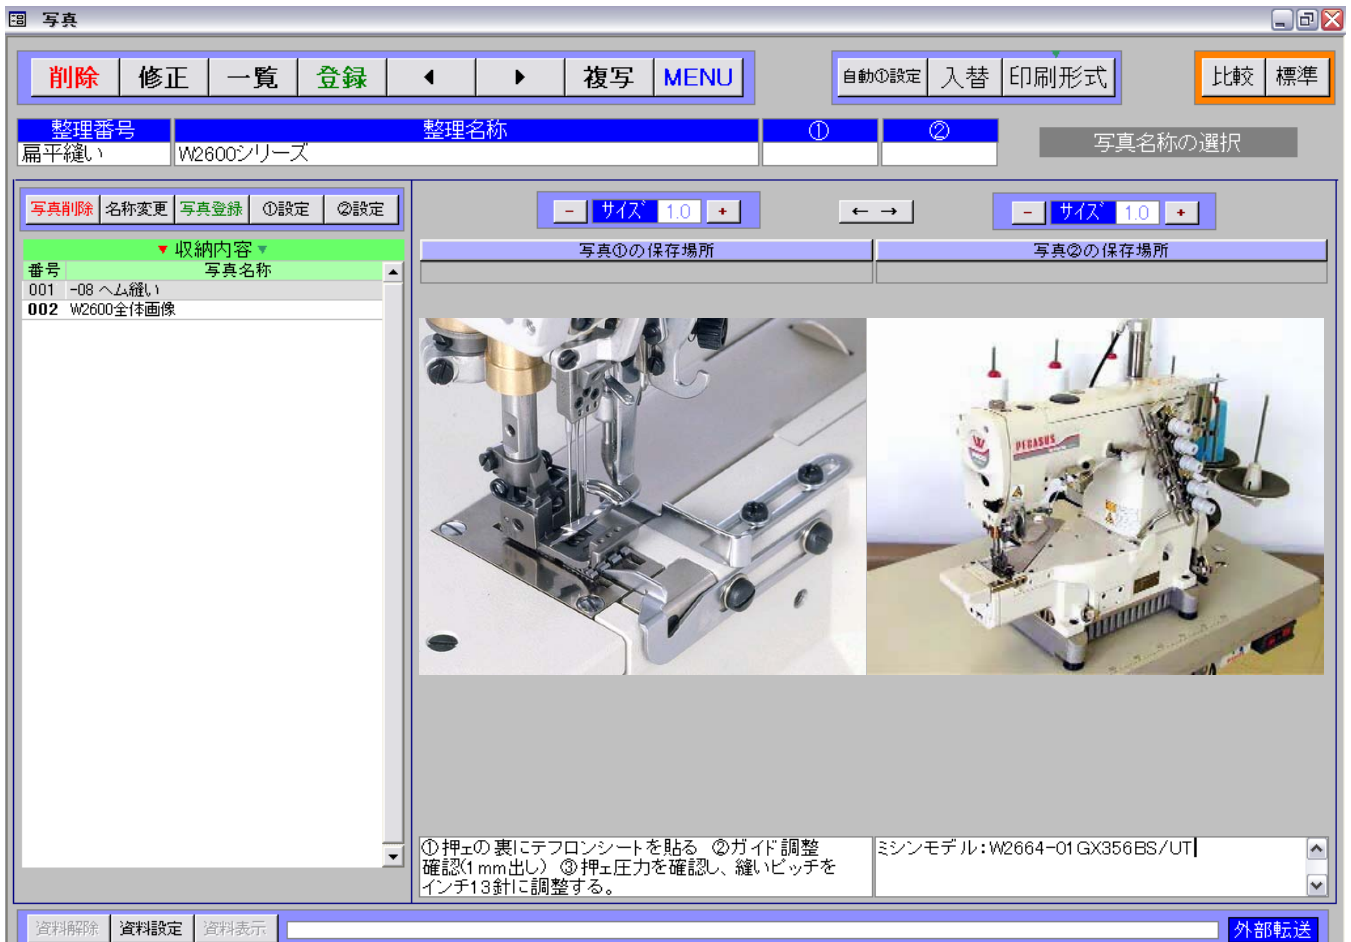 写真
削除 修正 一覧 登録 ◀ ▶ 複写 MENU 自動①設定 入替 印刷形式 比較 標準
整理番号 整理名称 ① ②
扁平縫い W2600シリーズ
写真名称の選択
写真削除 名称変更 写真登録 ①設定 ②設定
- サイズ 1.0 + ← → - サイズ 1.0 +
▼収納内容▼
写真①の保存場所 写真②の保存場所
番号 写真名称
001 -08 ヘム縫い
002 W2600全体画像
PEGASUS
①押ェの裏にテフロンシートを貼る ②ガイド調整
確認(1mm出し) ③押ェ圧力を確認し、縫いピッチを
インチ13針に調整する。
ミシンモデル:W2664-01GX356BS/UT
資料解除 資料設定 資料表示 外部転送